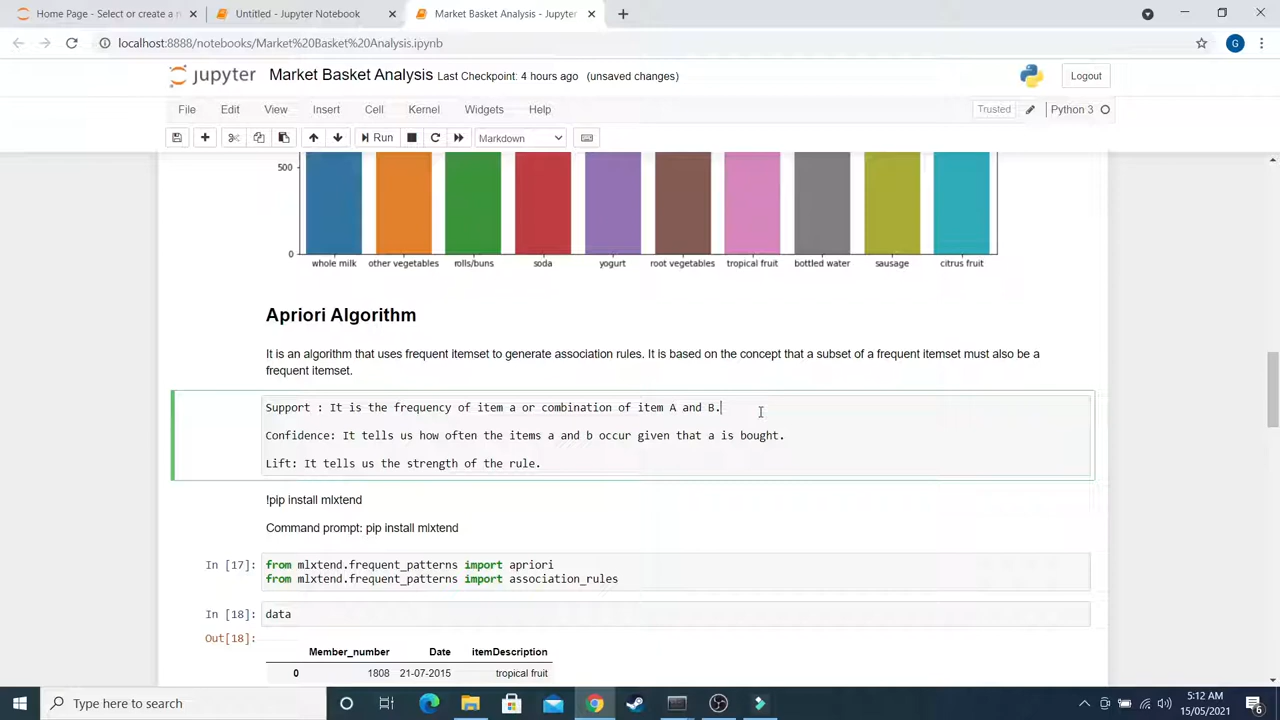 Home Page - Select or create a n
Untitled - Jupyter Notebook
Market Basket Analysis - Jupyter
localhost:8888/notebooks/Market%20Basket%20Analysis.ipynb
G
jupyter Market Basket Analysis Last Checkpoint: 4 hours ago (unsaved changes)
Logout
File Edit View Insert Cell Kernel Widgets Help
Trusted Python 3
Run Markdown
500
0
whole milk other vegetables rolls/buns soda yogurt root vegetables tropical fruit bottled water sausage citrus fruit
Apriori Algorithm
It is an algorithm that uses frequent itemset to generate association rules. It is based on the concept that a subset of a frequent itemset must also be a
frequent itemset.
Support : It is the frequency of item a or combination of item A and B.
Confidence: It tells us how often the items a and b occur given that a is bought.
Lift: It tells us the strength of the rule.
!pip install mlxtend
Command prompt: pip install mlxtend
In [17]: from mlxtend.frequent_patterns import apriori
from mlxtend.frequent_patterns import association_rules
In [18]: data
Out[18]:
Member_number Date itemDescription
0 1808 21-07-2015 tropical fruit
Type here to search
5:12 AM
15/05/2021
6